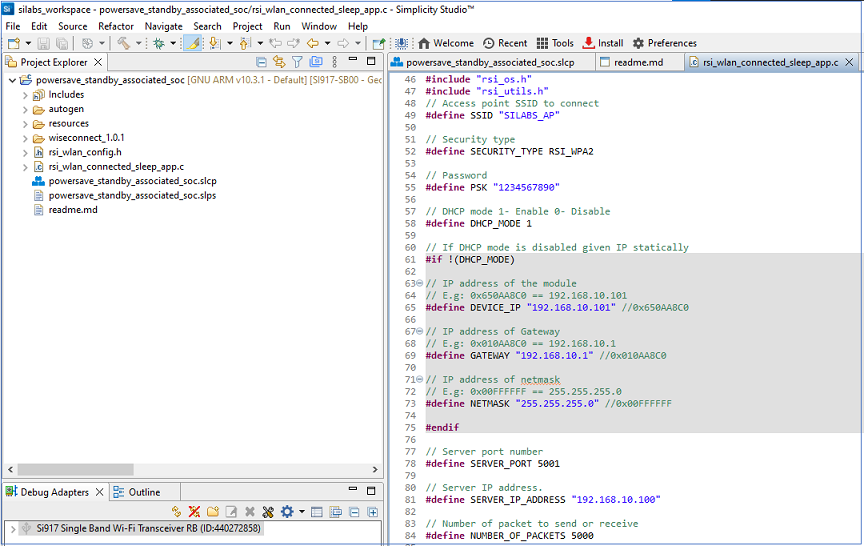 silabs_workspace - powersave_standby_associated_soc/rsi_wlan_connected_sleep_app.c - Simplicity Studio™
File Edit Source Refactor Navigate Search Project Run Window Help
Welcome Recent Tools Install Preferences
Project Explorer
powersave_standby_associated_soc [GNU ARM v10.3.1 - Default] [SI917-SB00 - Gec
Includes
autogen
resources
wiseconnect_1.0.1
rsi_wlan_config.h
rsi_wlan_connected_sleep_app.c
powersave_standby_associated_soc.slcp
powersave_standby_associated_soc.slps
readme.md
Debug Adapters Outline
Si917 Single Band Wi-Fi Transceiver RB (ID:440272858)
powersave_standby_associated_soc.slcp readme.md rsi_wlan_connected_sleep_app.c
46 #include "rsi_os.h"
47 #include "rsi_utils.h"
48 // Access point SSID to connect
49 #define SSID "SILABS_AP"
50
51 // Security type
52 #define SECURITY_TYPE RSI_WPA2
53
54 // Password
55 #define PSK "1234567890"
56
57 // DHCP mode 1- Enable 0- Disable
58 #define DHCP_MODE 1
59
60 // If DHCP mode is disabled given IP statically
61 #if !(DHCP_MODE)
62
63 // IP address of the module
64 // E.g: 0x650AA8C0 == 192.168.10.101
65 #define DEVICE_IP "192.168.10.101" //0x650AA8C0
66
67 // IP address of Gateway
68 // E.g: 0x010AA8C0 == 192.168.10.1
69 #define GATEWAY "192.168.10.1" //0x010AA8C0
70
71 // IP address of netmask
72 // E.g: 0x00FFFFFF == 255.255.255.0
73 #define NETMASK "255.255.255.0" //0x00FFFFFF
74
75 #endif
76
77 // Server port number
78 #define SERVER_PORT 5001
79
80 // Server IP address.
81 #define SERVER_IP_ADDRESS "192.168.10.100"
82
83 // Number of packet to send or receive
84 #define NUMBER_OF_PACKETS 5000